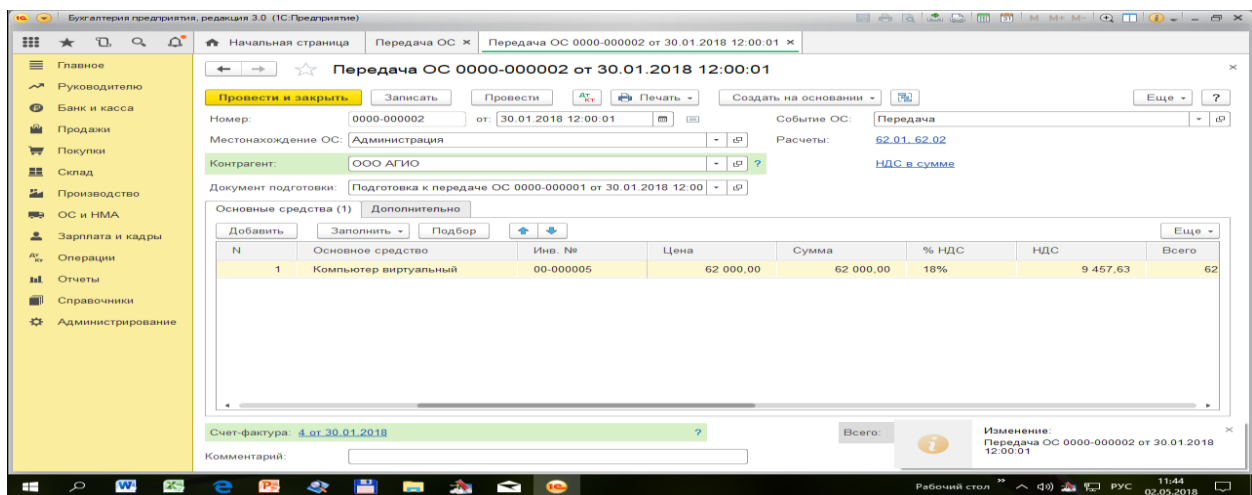 Бухгалтерия предприятия, редакция 3.0 (1С:Предприятие) M M+ M-
Начальная страница Передача ОС × Передача ОС 0000-000002 от 30.01.2018 12:00:01 ×
Главное
Руководителю
Банк и касса
Продажи
Покупки
Склад
Производство
ОС и НМА
Зарплата и кадры
Операции
Отчеты
Справочники
Администрирование
Передача ОС 0000-000002 от 30.01.2018 12:00:01
Провести и закрыть Записать Провести Дт Кт Печать Создать на основании Еще ?
Номер: 0000-000002 от: 30.01.2018 12:00:01 Событие ОС: Передача
Местонахождение ОС: Администрация Расчеты: 62.01, 62.02
Контрагент: ООО АГИО ? НДС в сумме
Документ подготовки: Подготовка к передаче ОС 0000-000001 от 30.01.2018 12:00
Основные средства (1) Дополнительно
Добавить Заполнить Подбор Еще
N Основное средство Инв. № Цена Сумма % НДС НДС Всего
1 Компьютер виртуальный 00-000005 62 000,00 62 000,00 18% 9 457,63 62
Счет-фактура: 4 от 30.01.2018 ? Всего:
Комментарий:
Изменение:
Передача ОС 0000-000002 от 30.01.2018
12:00:01
Рабочий стол » РУС 11:44
02.05.2018